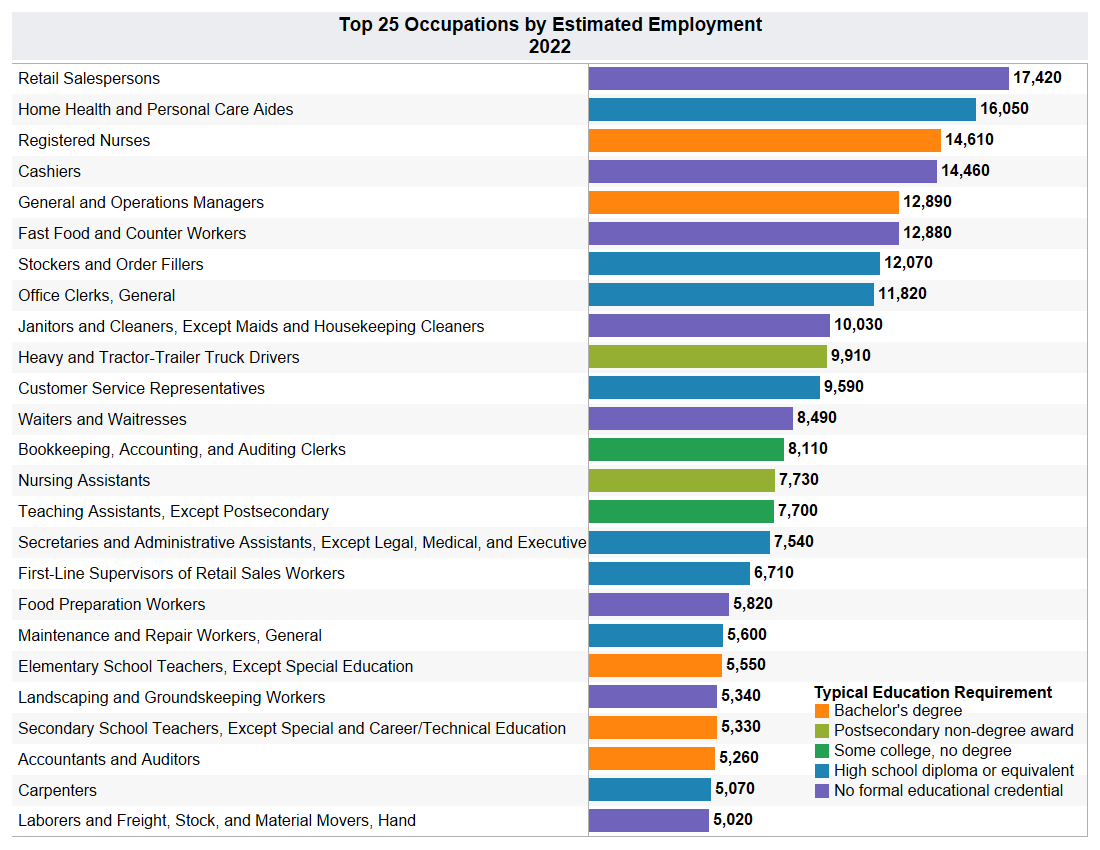 Top 25 Occupations by Estimated Employment
2022
Retail Salespersons 17,420
Home Health and Personal Care Aides 16,050
Registered Nurses 14,610
Cashiers 14,460
General and Operations Managers 12,890
Fast Food and Counter Workers 12,880
Stockers and Order Fillers 12,070
Office Clerks, General 11,820
Janitors and Cleaners, Except Maids and Housekeeping Cleaners 10,030
Heavy and Tractor-Trailer Truck Drivers 9,910
Customer Service Representatives 9,590
Waiters and Waitresses 8,490
Bookkeeping, Accounting, and Auditing Clerks 8,110
Nursing Assistants 7,730
Teaching Assistants, Except Postsecondary 7,700
Secretaries and Administrative Assistants, Except Legal, Medical, and Executive 7,540
First-Line Supervisors of Retail Sales Workers 6,710
Food Preparation Workers 5,820
Maintenance and Repair Workers, General 5,600
Elementary School Teachers, Except Special Education 5,550
Landscaping and Groundskeeping Workers 5,340
Secondary School Teachers, Except Special and Career/Technical Education 5,330
Accountants and Auditors 5,260
Carpenters 5,070
Laborers and Freight, Stock, and Material Movers, Hand 5,020
Typical Education Requirement
Bachelor's degree
Postsecondary non-degree award
Some college, no degree
High school diploma or equivalent
No formal educational credential